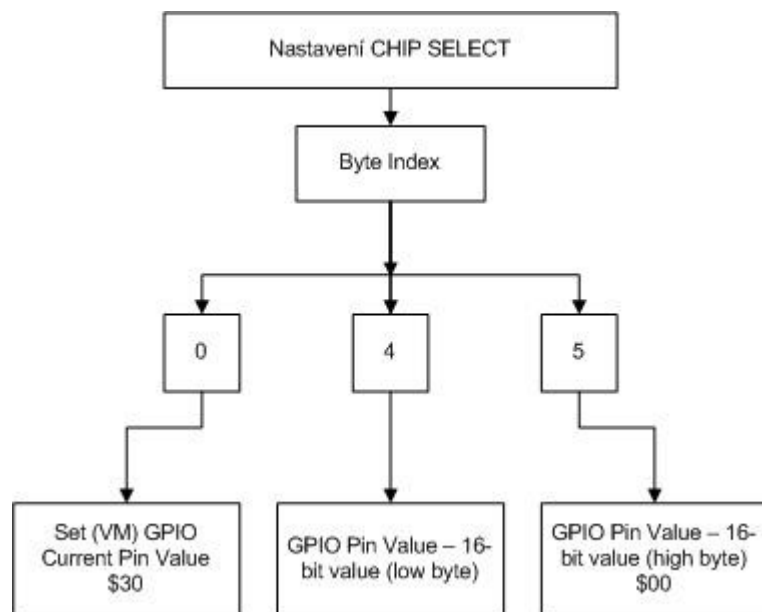 Nastavení CHIP SELECT
Byte Index
0
4
5
Set (VM) GPIO
Current Pin Value
$30
GPIO Pin Value – 16-
bit value (low byte)
GPIO Pin Value – 16-
bit value (high byte)
$00